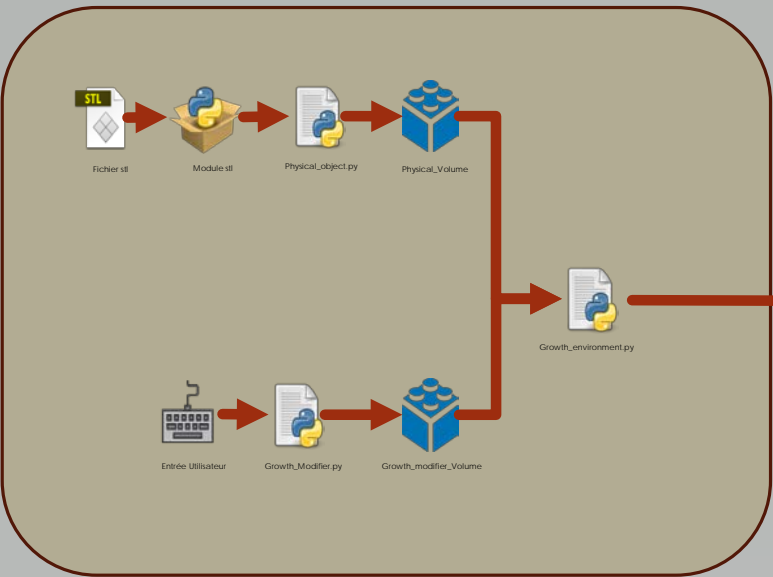 STL
Fichier stl
Module stl
Physical_object.py
Physical_Volume
Growth_environment.py
Entrée Utilisateur
Growth_Modifier.py
Growth_modifier_Volume